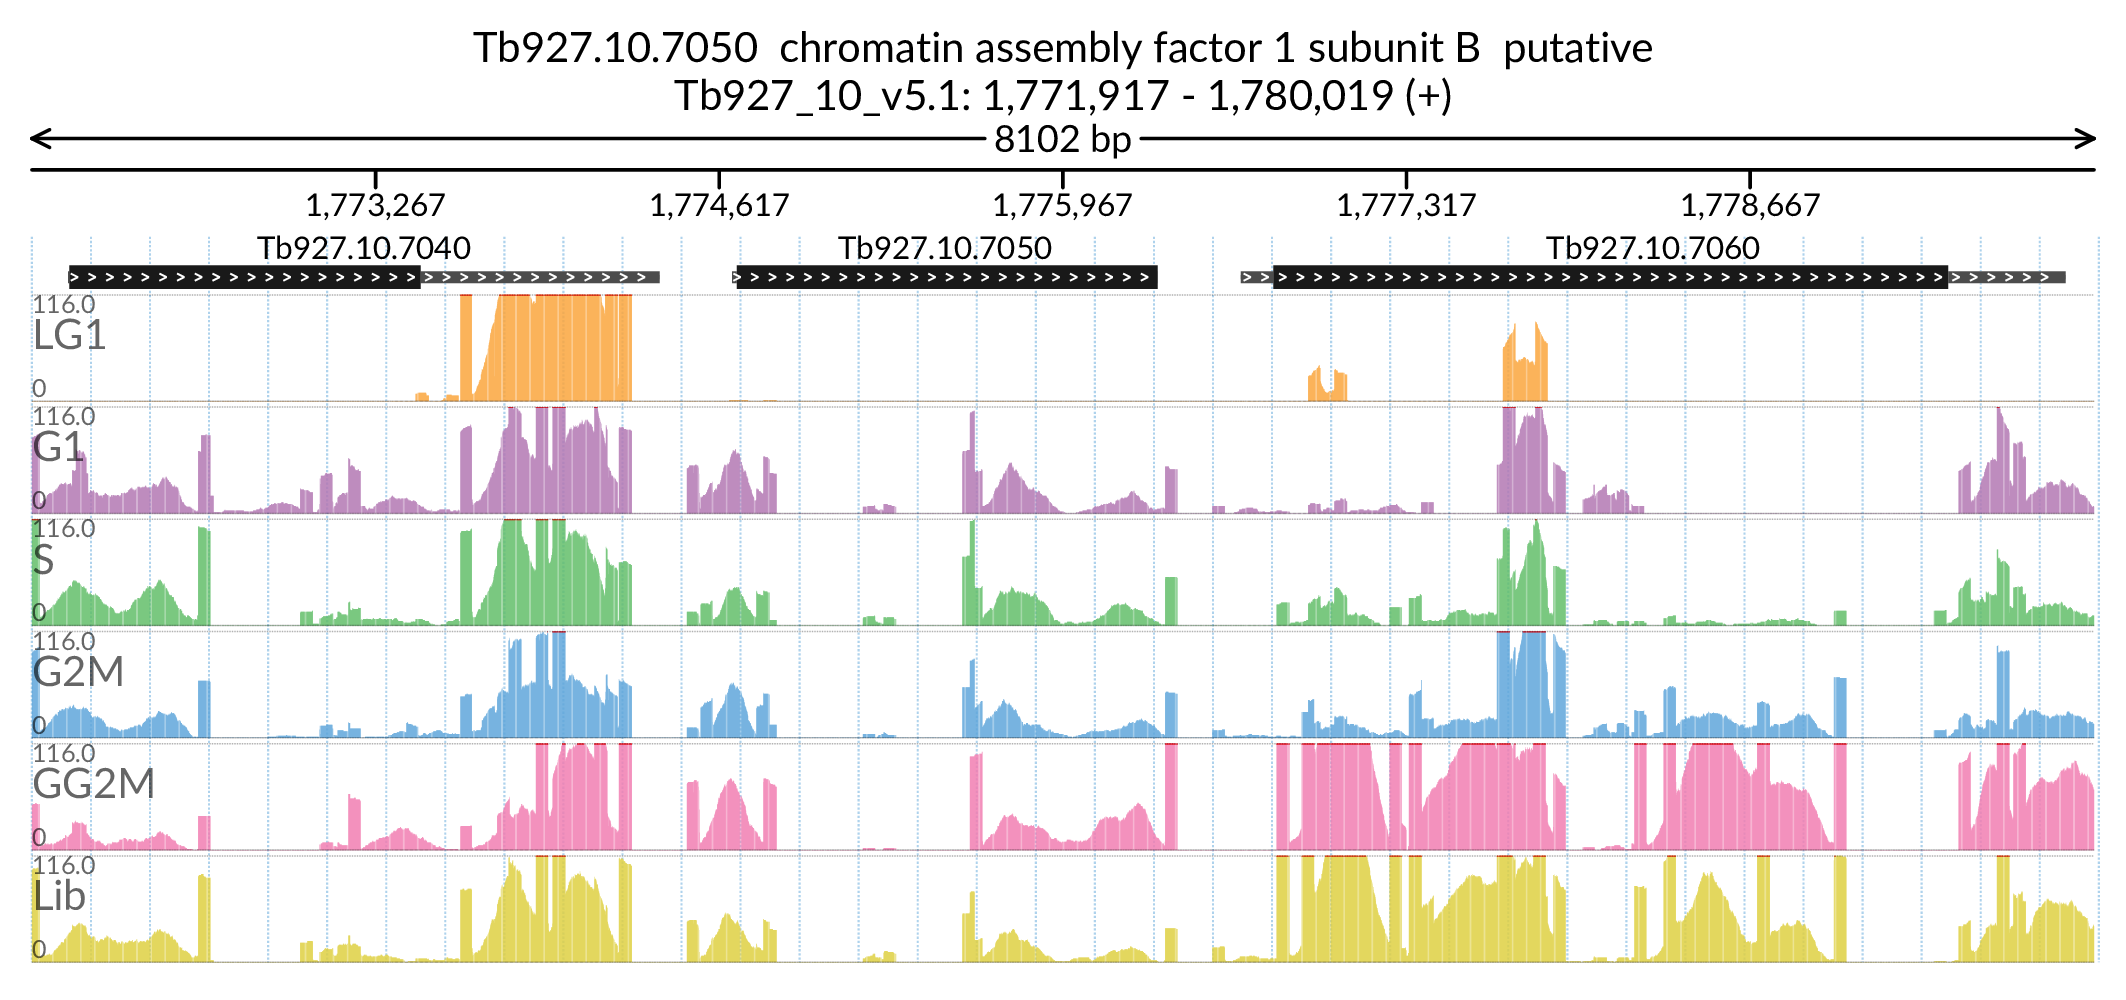 Tb927.10.7050 chromatin assembly factor 1 subunit B putative
Tb927_10_v5.1: 1,771,917 - 1,780,019 (+)
8102 bp
1,773,267 1,774,617 1,775,967 1,777,317 1,778,667
Tb927.10.7040 Tb927.10.7050 Tb927.10.7060
116.0
LG1
0
116.0
G1
0
116.0
S
0
116.0
G2M
0
116.0
GG2M
0
116.0
Lib
0